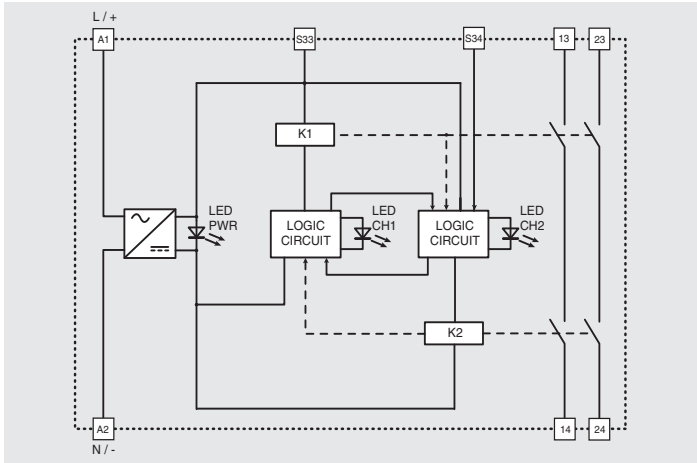 L / +
A1
S33
S34
13
23
K1
LED
PWR
LOGIC
CIRCUIT
LED
CH1
LOGIC
CIRCUIT
LED
CH2
K2
A2
14
24
N / -